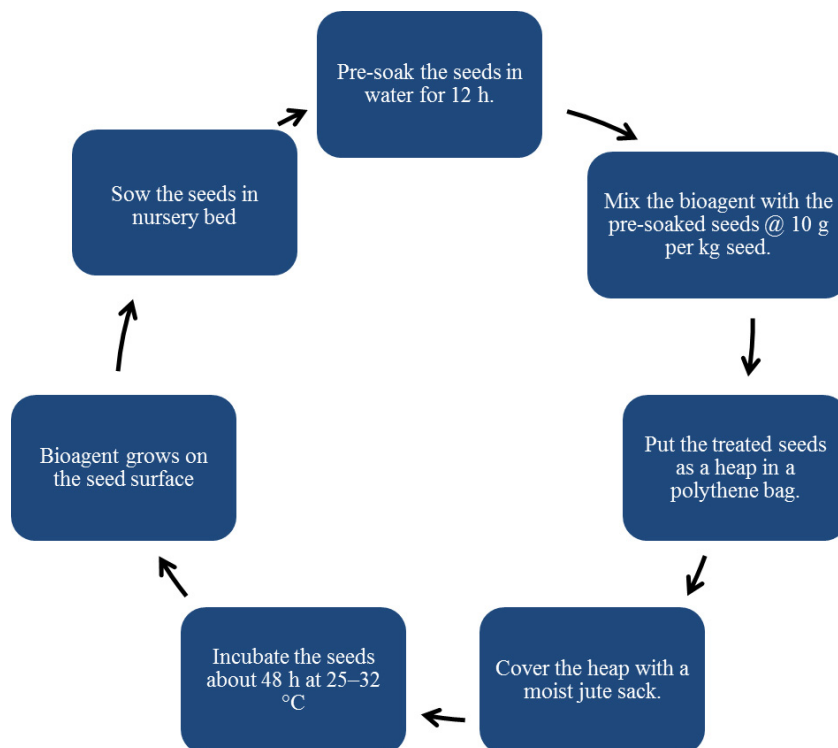 Pre-soak the seeds in
water for 12 h.
Mix the bioagent with the
pre-soaked seeds @ 10 g
per kg seed.
Put the treated seeds
as a heap in a
polythene bag.
Cover the heap with a
moist jute sack.
Incubate the seeds
about 48 h at 25–32
°C
Bioagent grows on
the seed surface
Sow the seeds in
nursery bed